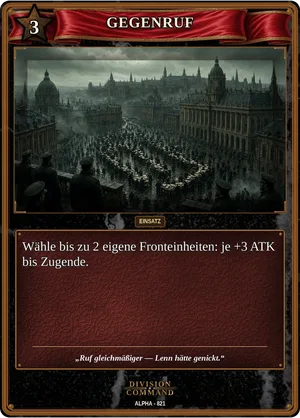 3
GEGENRUF
EINSATZ
Wähle bis zu 2 eigene Fronteinheiten: je +3 ATK
bis Zugende.
„Ruf gleichmäßiger — Lenn hätte genickt.“
DIVISION
COMMAND
ALPHA - 821